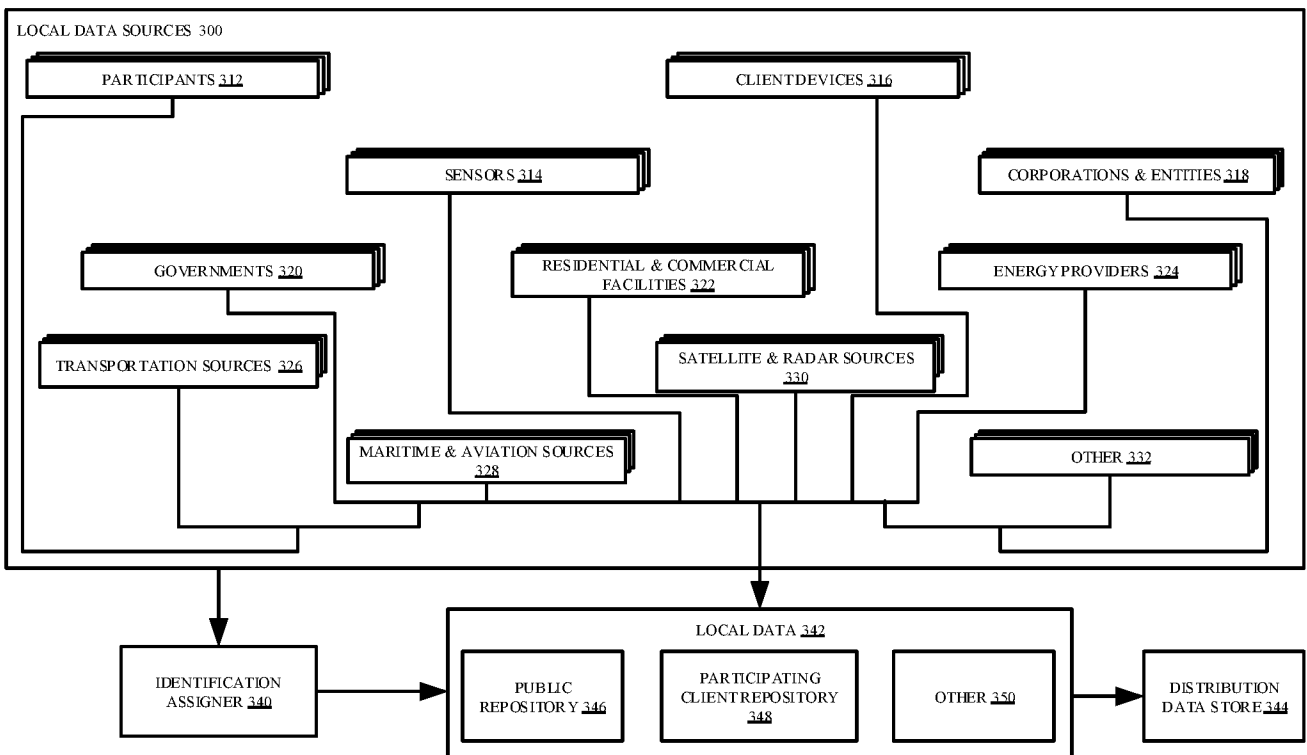 LOCAL DATA SOURCES 300
PARTICIPANTS 312
CLIENT DEVICES 316
SENSORS 314
CORPORATIONS & ENTITIES 318
GOVERNMENTS 320
RESIDENTIAL & COMMERCIAL
FACILITIES 322
ENERGY PROVIDERS 324
TRANSPORTATION SOURCES 326
SATELLITE & RADAR SOURCES
330
MARITIME & AVIATION SOURCES
328
OTHER 332
LOCAL DATA 342
IDENTIFICATION
ASSIGNER 340
PUBLIC
REPOSITORY 346
PARTICIPATING
CLIENT REPOSITORY
348
OTHER 350
DISTRIBUTION
DATA STORE 344